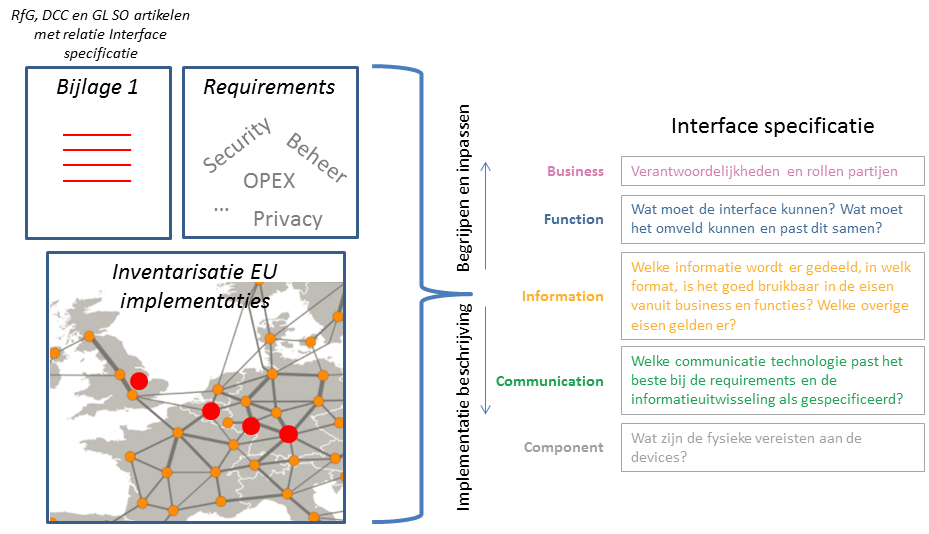 RfG, DCC en GL SO artikelen
met relatie Interface
specificatie
Bijlage 1
Requirements
Security
Beheer
OPEX
...
Privacy
Inventarisatie EU
implementaties
Begrijpen en inpassen
Implementatie beschrijving
Interface specificatie
Business
Verantwoordelijkheden en rollen partijen
Function
Wat moet de interface kunnen? Wat moet
het omveld kunnen en past dit samen?
Information
Welke informatie wordt er gedeeld, in welk
format, is het goed bruikbaar in de eisen
vanuit business en functies? Welke overige
eisen gelden er?
Communication
Welke communicatie technologie past het
beste bij de requirements en de
informatieuitwisseling als gespecificeerd?
Component
Wat zijn de fysieke vereisten aan de
devices?